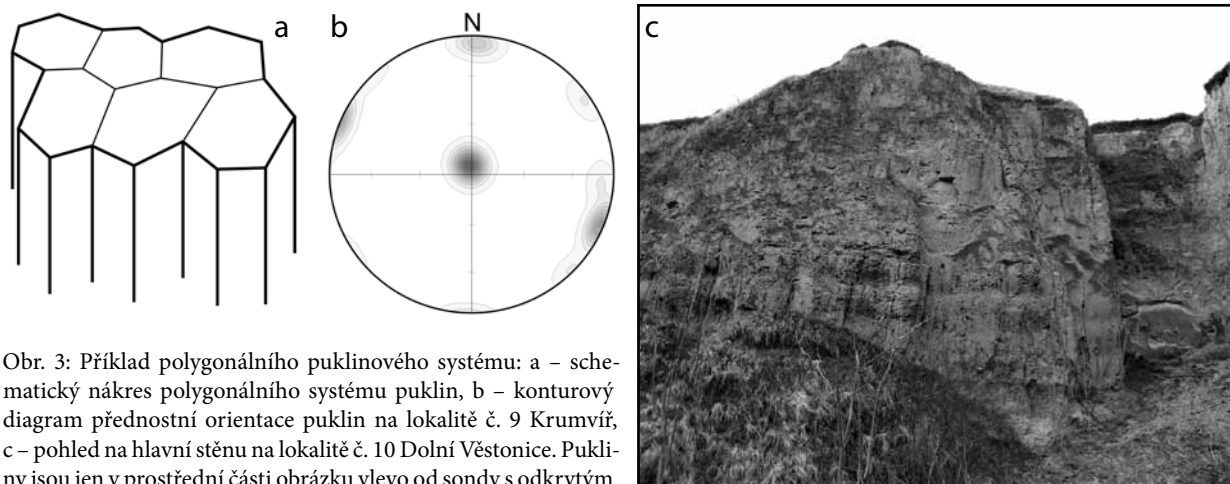 a
b
N
c
Obr. 3: Příklad polygonálního puklinového systému: a – sche-
matický nákres polygonálního systému puklin, b – konturový
diagram přednostní orientace puklin na lokalitě č. 9 Krumvíř,
c – pohled na hlavní stěnu na lokalitě č. 10 Dolní Věstonice. Pukli-
ny jsou jen v prostřední části obrázku vlevo od sondy s odkrytým